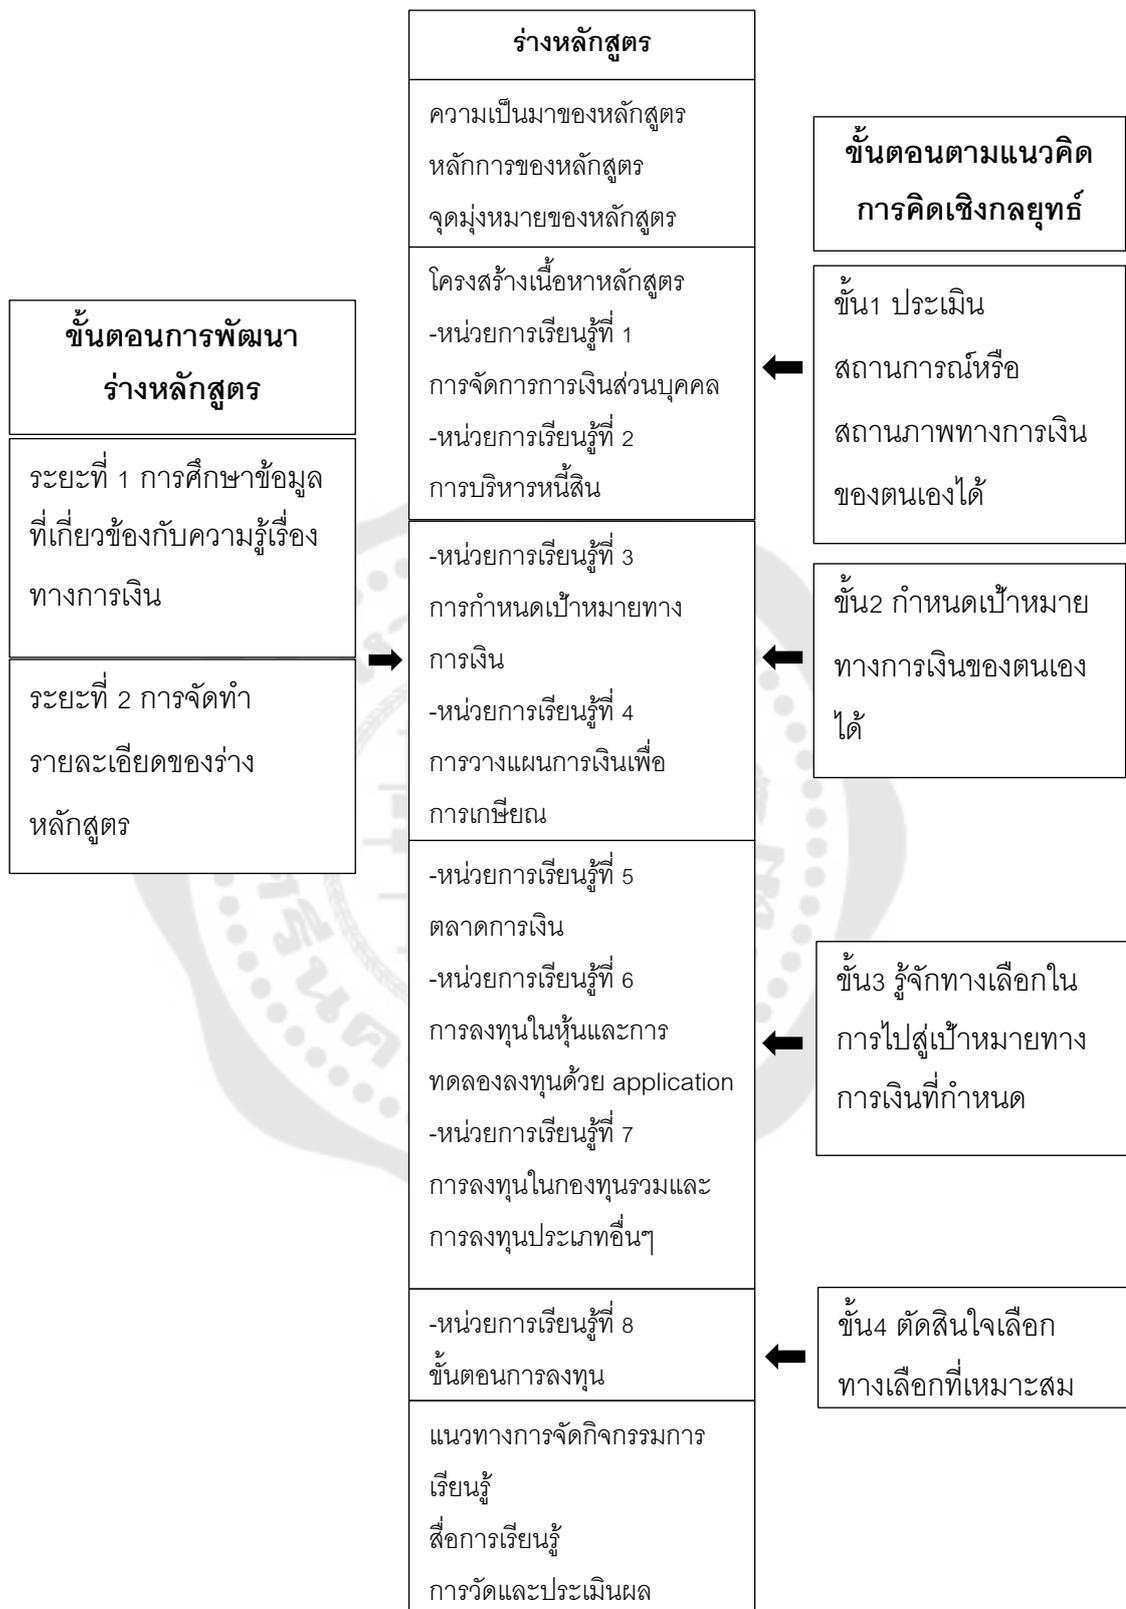 ขั้นตอนการพัฒนา
ร่างหลักสูตร
ระยะที่ 1 การศึกษาข้อมูล
ที่เกี่ยวข้องกับความรู้เรื่อง
ทางการเงิน
ระยะที่ 2 การจัดทำ
รายละเอียดของร่าง
หลักสูตร
ร่างหลักสูตร
ความเป็นมาของหลักสูตร
หลักการของหลักสูตร
จุดมุ่งหมายของหลักสูตร
โครงสร้างเนื้อหาหลักสูตร
-หน่วยการเรียนรู้ที่ 1
การจัดการการเงินส่วนบุคคล
-หน่วยการเรียนรู้ที่ 2
การบริหารหนี้สิน
-หน่วยการเรียนรู้ที่ 3
การกำหนดเป้าหมายทาง
การเงิน
-หน่วยการเรียนรู้ที่ 4
การวางแผนการเงินเพื่อ
การเกษียณ
-หน่วยการเรียนรู้ที่ 5
ตลาดการเงิน
-หน่วยการเรียนรู้ที่ 6
การลงทุนในหุ้นและการ
ทดลองลงทุนด้วย application
-หน่วยการเรียนรู้ที่ 7
การลงทุนในกองทุนรวมและ
การลงทุนประเภทอื่นๆ
-หน่วยการเรียนรู้ที่ 8
ขั้นตอนการลงทุน
แนวทางการจัดกิจกรรมการ
เรียนรู้
สื่อการเรียนรู้
การวัดและประเมินผล
ขั้นตอนตามแนวคิด
การคิดเชิงกลยุทธ์
ขั้น1 ประเมิน
สถานการณ์หรือ
สถานภาพทางการเงิน
ของตนเองได้
ขั้น2 กำหนดเป้าหมาย
ทางการเงินของตนเอง
ได้
ขั้น3 รู้จักทางเลือกใน
การไปสู่เป้าหมายทาง
การเงินที่กำหนด
ขั้น4 ตัดสินใจเลือก
ทางเลือกที่เหมาะสม